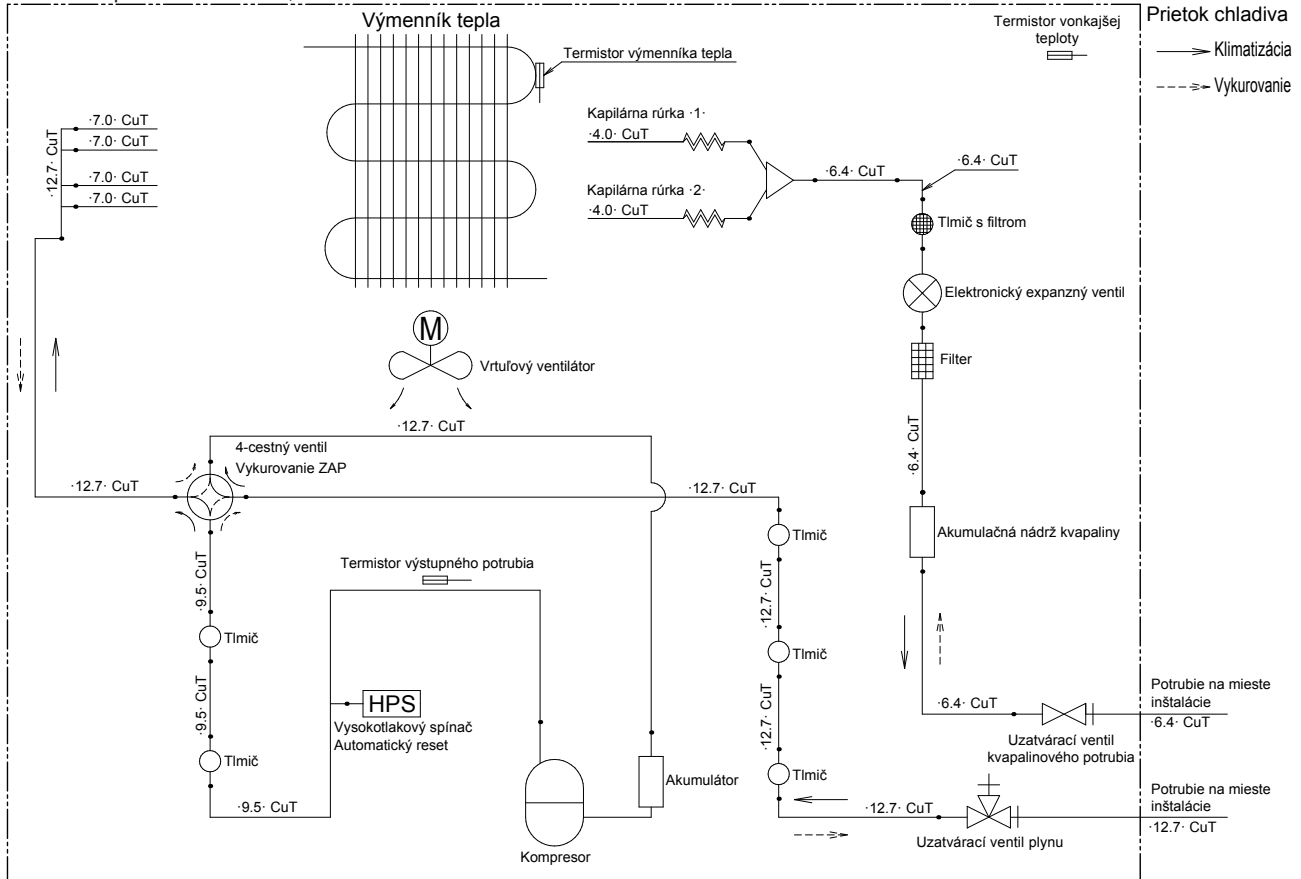 Výmenník tepla
Termistor výmenníka tepla
Termistor vonkajšej
teploty
Prietok chladiva
Klimatizácia
Vykurovanie
·12.7· CuT
·7.0· CuT
·7.0· CuT
·7.0· CuT
·7.0· CuT
Kapilárna rúrka ·1·
·4.0· CuT
Kapilárna rúrka ·2·
·4.0· CuT
·6.4· CuT
·6.4· CuT
Tlmič s filtrom
Elektronický expanzný ventil
Filter
·6.4· CuT
Akumulačná nádrž kvapaliny
M
Vrtuľový ventilátor
·12.7· CuT
4-cestný ventil
Vykurovanie ZAP
·12.7· CuT
·12.7· CuT
·9.5· CuT
Tlmič
·9.5· CuT
Tlmič
·9.5· CuT
Termistor výstupného potrubia
HPS
Vysokotlakový spínač
Automatický reset
Kompresor
Akumulátor
Tlmič
·12.7· CuT
Tlmič
·12.7· CuT
Tlmič
·6.4· CuT
Uzatvárací ventil
kvapalinového potrubia
Potrubie na mieste
inštalácie
·6.4· CuT
·12.7· CuT
Uzatvárací ventil plynu
Potrubie na mieste
inštalácie
·12.7· CuT